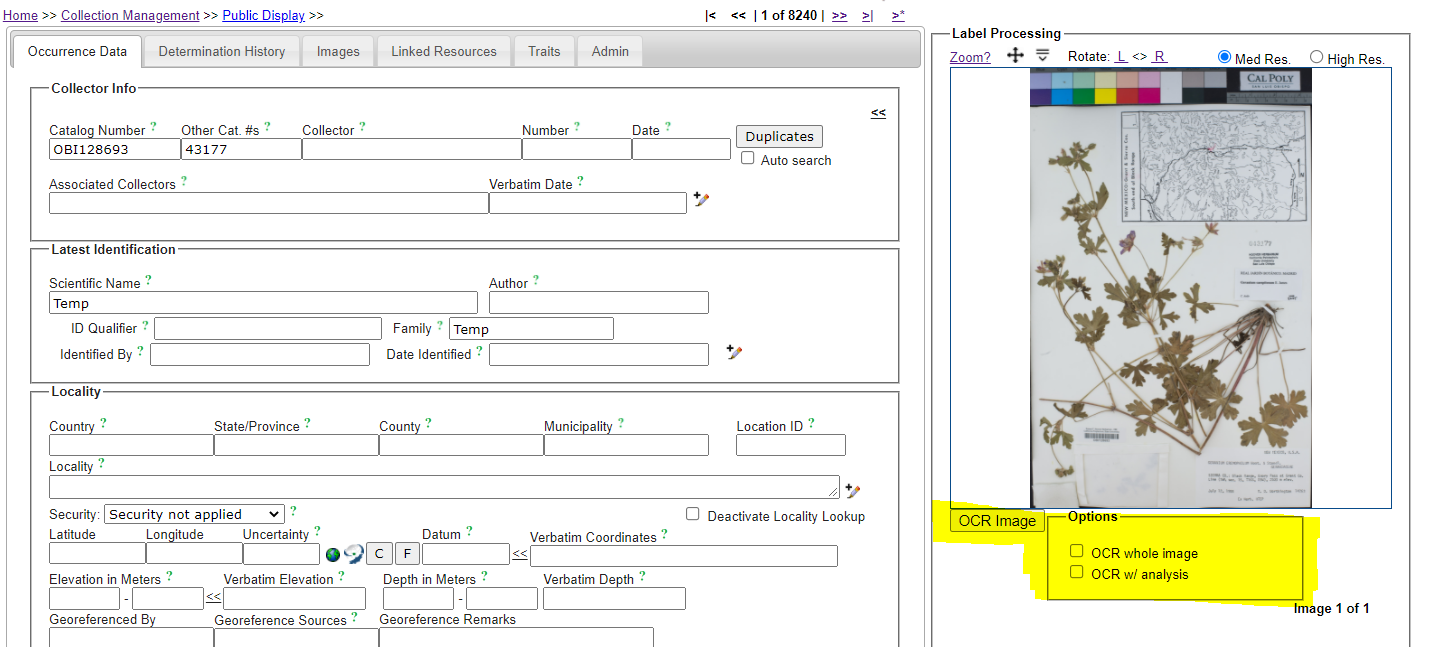 Home >> Collection Management >> Public Display >>
|< << | 1 of 8240 | >> >| >*
Occurrence Data Determination History Images Linked Resources Traits Admin
Collector Info
<<
Catalog Number ? Other Cat. #s ? Collector ? Number ? Date ?
OBI128693 43177
Duplicates
Auto search
Associated Collectors ? Verbatim Date ?
Latest Identification
Scientific Name ? Author ?
Temp
ID Qualifier ? Family ? Temp
Identified By ? Date Identified ?
Locality
Country ? State/Province ? County ? Municipality ? Location ID ?
Locality ?
Security: Security not applied ? Deactivate Locality Lookup
Latitude Longitude Uncertainty ? C F Datum ? << Verbatim Coordinates ?
Elevation in Meters ? - << Verbatim Elevation ? Depth in Meters ? - Verbatim Depth ?
Georeferenced By Georeference Sources ? Georeference Remarks
Label Processing
Zoom? Rotate: L <> R Med Res. High Res.
CAL POLY
OCR Image
Options
OCR whole image
OCR w/ analysis
Image 1 of 1